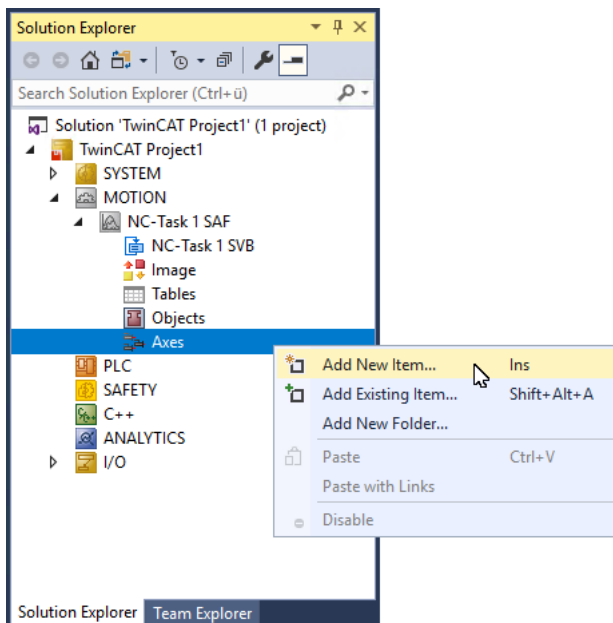 Solution Explorer
Search Solution Explorer (Ctrl+ü)
Solution 'TwinCAT Project1' (1 project)
TwinCAT Project1
SYSTEM
MOTION
NC-Task 1 SAF
NC-Task 1 SVB
Image
Tables
Objects
Axes
PLC
SAFETY
C++
ANALYTICS
I/O
Add New Item... Ins
Add Existing Item... Shift+Alt+A
Add New Folder...
Paste Ctrl+V
Paste with Links
Disable
Solution Explorer Team Explorer